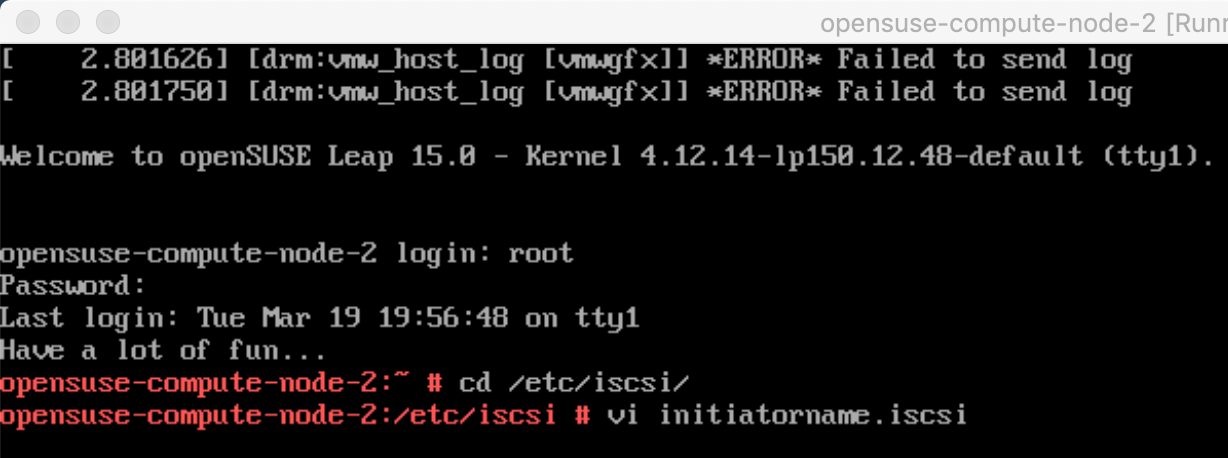 opensuse-compute-node-2 [Runn
[    2.801626] [drm:vmw_host_log [vmwgfx]] *ERROR* Failed to send log
[    2.801750] [drm:vmw_host_log [vmwgfx]] *ERROR* Failed to send log
Welcome to openSUSE Leap 15.0 - Kernel 4.12.14-lp150.12.48-default (tty1).
opensuse-compute-node-2 login: root
Password:
Last login: Tue Mar 19 19:56:48 on tty1
Have a lot of fun...
opensuse-compute-node-2:~ # cd /etc/iscsi/
opensuse-compute-node-2:/etc/iscsi # vi initiatorname.iscsi